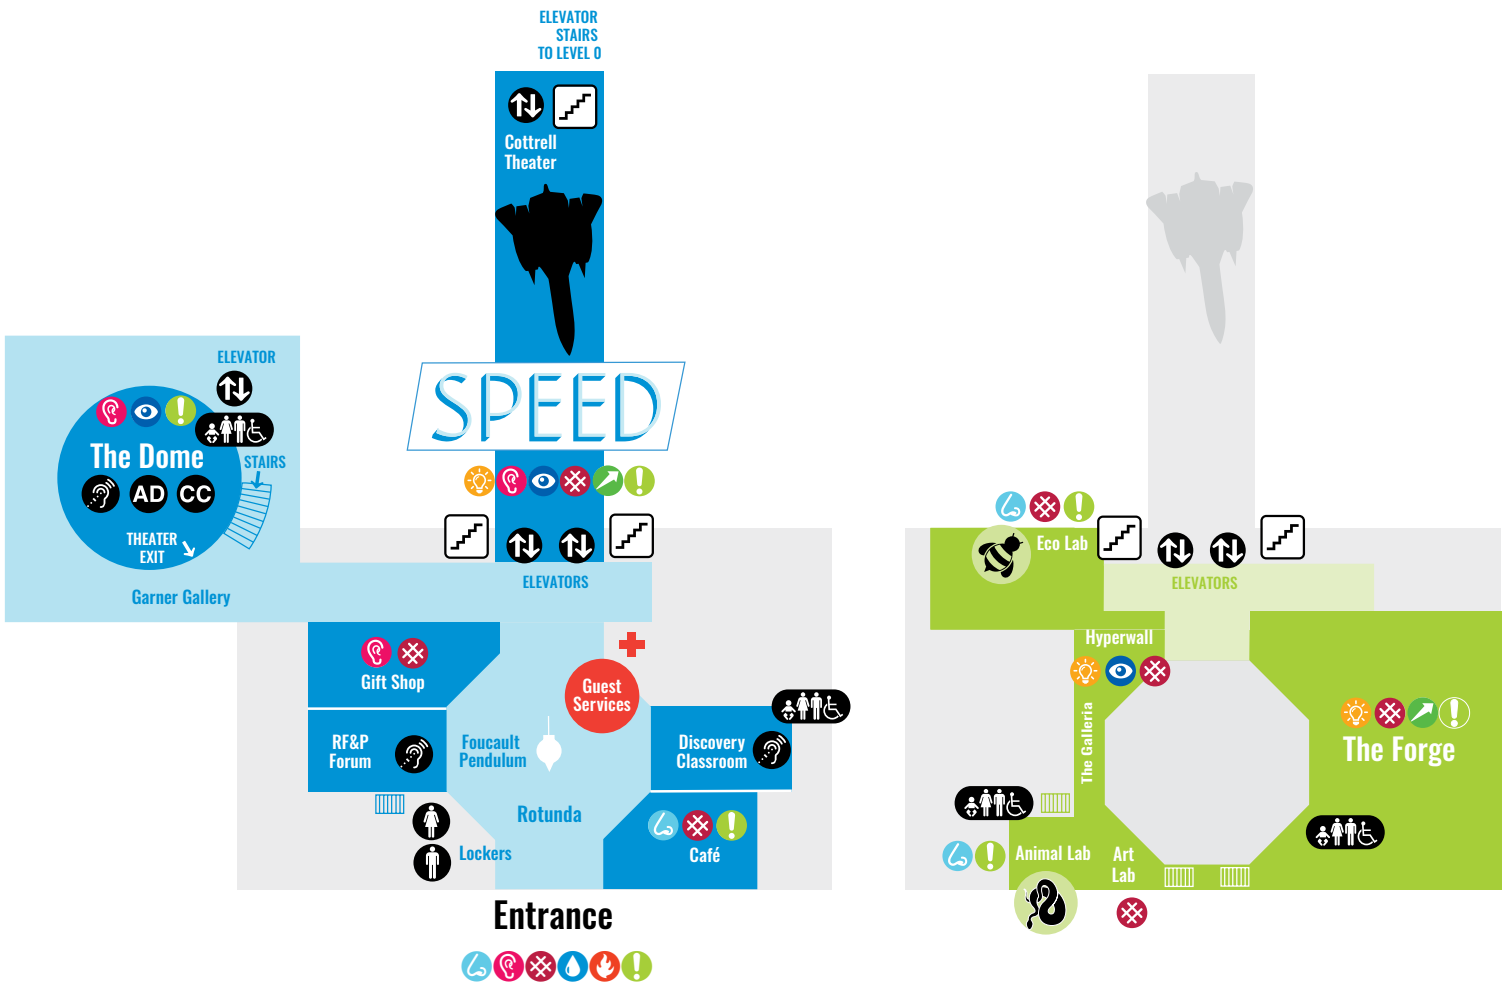 ELEVATOR
STAIRS
TO LEVEL 0
Cottrell
Theater
SPEED
ELEVATOR
The Dome
STAIRS
AD
CC
THEATER
EXIT
Garner Gallery
ELEVATORS
Gift Shop
Guest
Services
RF&P
Forum
Foucault
Pendulum
Discovery
Classroom
Rotunda
Lockers
Café
Entrance
Eco Lab
ELEVATORS
Hyperwall
The Galleria
The Forge
Animal Lab
Art
Lab